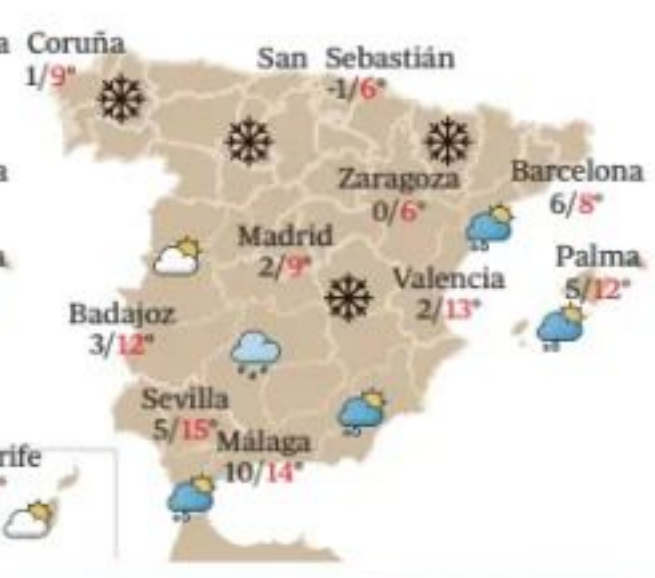 a Coruña
1/9°
San Sebastián
-1/6°
Zaragoza
0/6°
Barcelona
6/8°
Madrid
2/9°
Valencia
2/13°
Palma
5/12°
Badajoz
3/12°
Sevilla
5/15°
Málaga
10/14°
rife